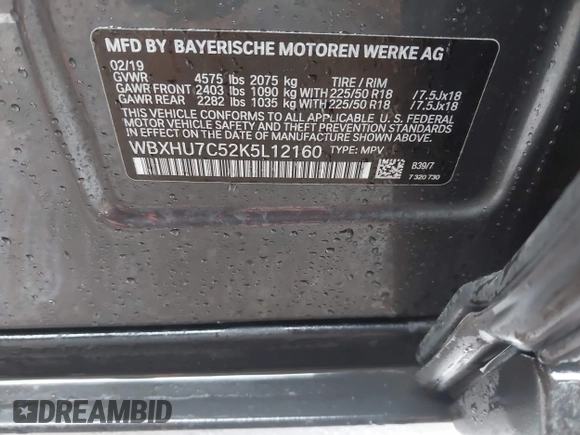 MFD BY BAYERISCHE MOTOREN WERKE AG
02/19
GVWR 4575 lbs 2075 kg TIRE / RIM
GAWR FRONT 2403 lbs 1090 kg WITH 225/50 R18 /7.5Jx18
GAWR REAR 2282 lbs 1035 kg WITH 225/50 R18 /7.5Jx18
THIS VEHICLE CONFORMS TO ALL APPLICABLE U.S. FEDERAL
MOTOR VEHICLE SAFETY, BUMPER, AND THEFT PREVENTION STANDARDS IN
EFFECT ON THE DATE OF MANUFACTURE SHOWN ABOVE.
WBXHU7C52K5L12160 TYPE: MPV
B39/7
7 320 730
DREAMBID